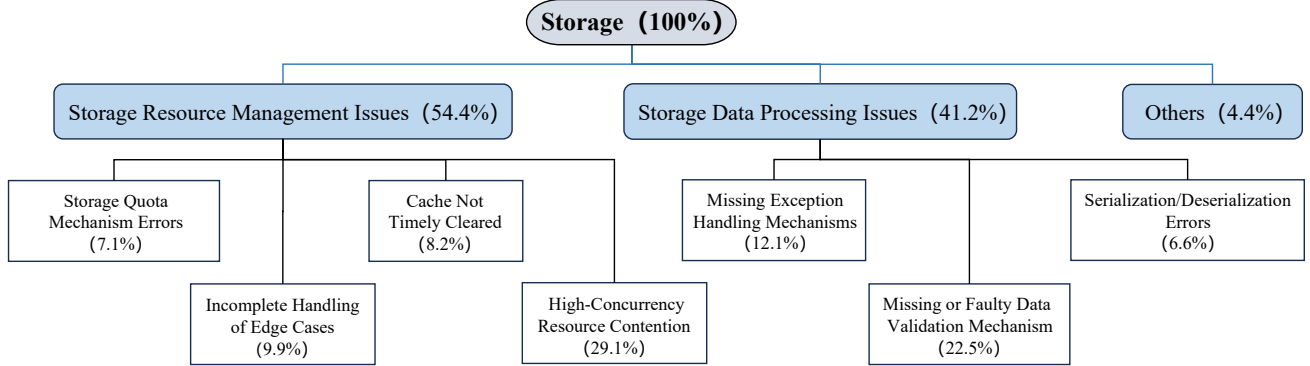 Storage（100%）
Storage Resource Management Issues（54.4%）
Storage Data Processing Issues（41.2%）
Others（4.4%）
Storage Quota
Mechanism Errors
(7.1%)
Cache Not
Timely Cleared
(8.2%)
Missing Exception
Handling Mechanisms
(12.1%)
Serialization/Deserialization
Errors
(6.6%)
Incomplete Handling
of Edge Cases
(9.9%)
High-Concurrency
Resource Contention
(29.1%)
Missing or Faulty Data
Validation Mechanism
(22.5%)